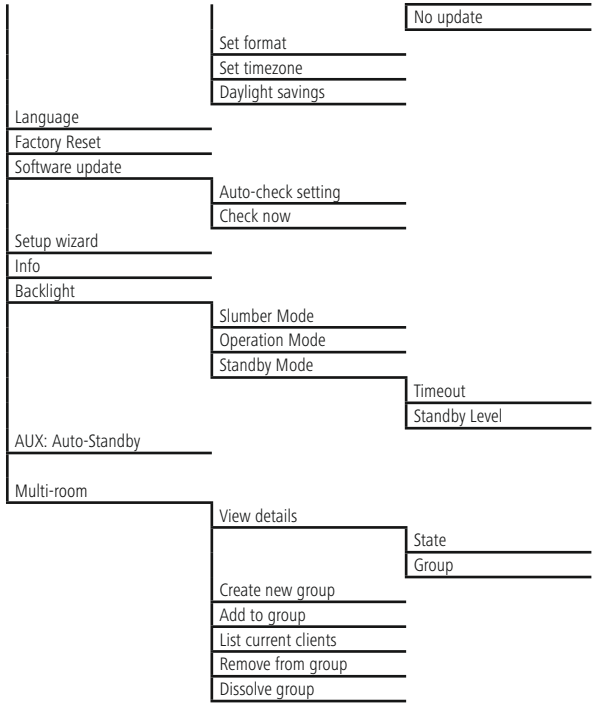 No update
Set format
Set timezone
Daylight savings
Language
Factory Reset
Software update
Auto-check setting
Check now
Setup wizard
Info
Backlight
Slumber Mode
Operation Mode
Standby Mode
Timeout
Standby Level
AUX: Auto-Standby
Multi-room
View details
State
Group
Create new group
Add to group
List current clients
Remove from group
Dissolve group